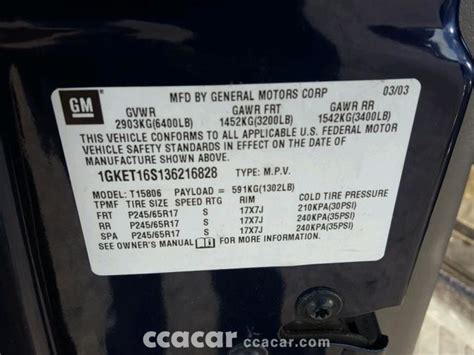 GM
MFD BY GENERAL MOTORS CORP 03/03
GVWR GAWR FRT GAWR RR
2903KG(6400LB) 1452KG(3200LB) 1542KG(3400LB)
THIS VEHICLE CONFORMS TO ALL APPLICABLE U.S. FEDERAL MOTOR
VEHICLE SAFETY STANDARDS IN EFFECT ON THE DATE OF
MANUFACTURE SHOWN ABOVE.
1GKET16S136216828 TYPE: M.P.V.
MODEL: T15806 PAYLOAD = 591KG(1302LB)
TPMF TIRE SIZE SPEED RTG RIM COLD TIRE PRESSURE
FRT P245/65R17 S 17X7J 210KPA(30PSI)
RR P245/65R17 S 17X7J 240KPA(35PSI)
SPA P245/65R17 S 17X7J 240KPA(35PSI)
SEE OWNER'S MANUAL FOR MORE INFORMATION.
ccacar ccacar.com